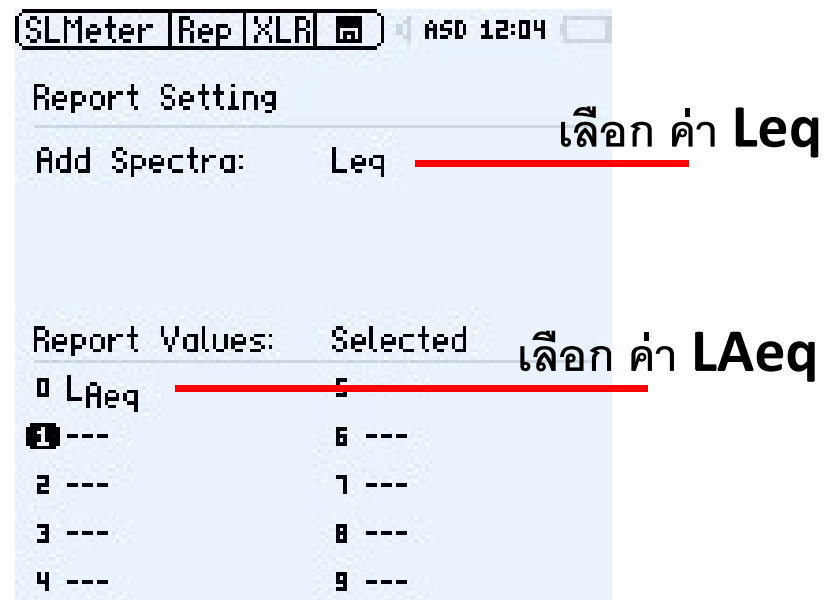 SLMeter Rep XLR ASD 12:04
Report Setting
เลือก ค่า Leq
Add Spectra: Leq
Report Values: Selected
เลือก ค่า LAeq
0 LAeq 5
1 --- 6 ---
2 --- 7 ---
3 --- 8 ---
4 --- 9 ---